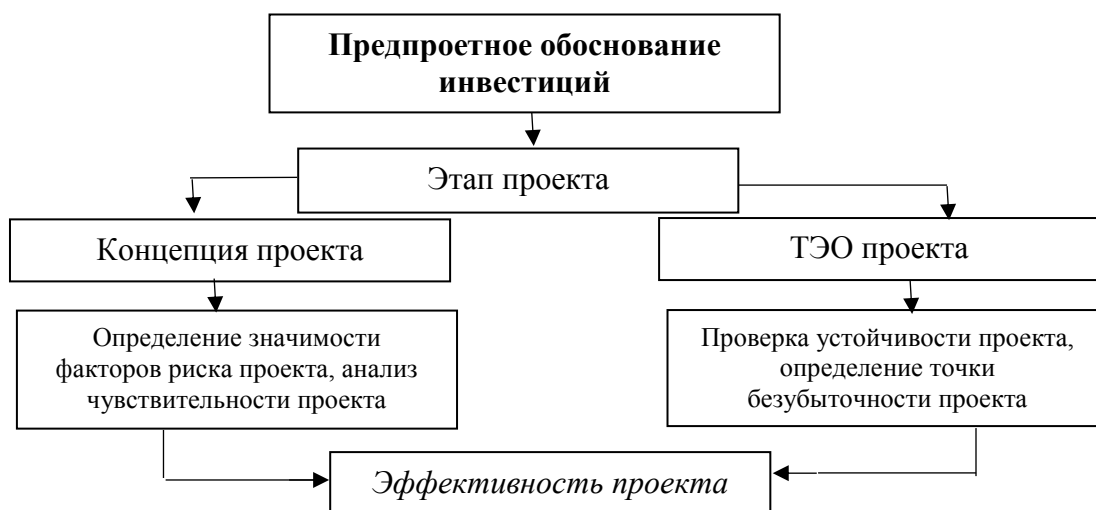 Предпроетное обоснование
инвестиций
Этап проекта
Концепция проекта
ТЭО проекта
Определение значимости
факторов риска проекта, анализ
чувствительности проекта
Проверка устойчивости проекта,
определение точки
безубыточности проекта
Эффективность проекта